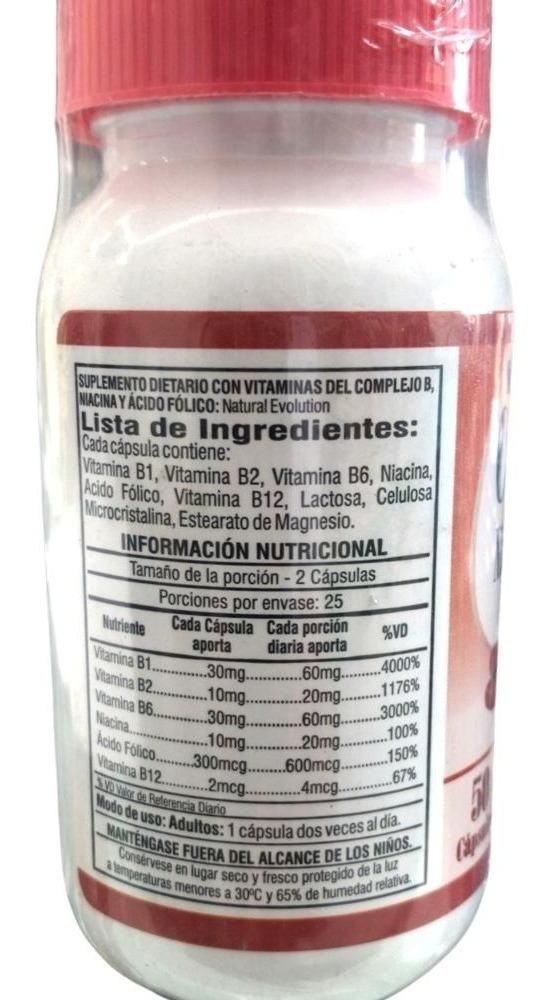 SUPLEMENTO DIETARIO CON VITAMINAS DEL COMPLEJO B,
NIACINA Y ÁCIDO FÓLICO: Natural Evolution
Lista de Ingredientes:
Cada cápsula contiene:
Vitamina B1, Vitamina B2, Vitamina B6, Niacina,
Ácido Fólico, Vitamina B12, Lactosa, Celulosa
Microcristalina, Estearato de Magnesio.
INFORMACIÓN NUTRICIONAL
Tamaño de la porción - 2 Cápsulas
Porciones por envase: 25
Nutriente Cada Cápsula aporta Cada porción diaria aporta %VD
Vitamina B1..............30mg..............60mg..........4000%
Vitamina B2..............10mg..............20mg..........1176%
Vitamina B6..............30mg..............60mg..........3000%
Niacina..............10mg..............20mg..........100%
Ácido Fólico..........300mcg.........600mcg..........150%
Vitamina B12..............2mcg..............4mcg..........67%
% VD Valor de Referencia Diario
Modo de uso: Adultos: 1 cápsula dos veces al día.
MANTÉNGASE FUERA DEL ALCANCE DE LOS NIÑOS.
Consérvese en lugar seco y fresco protegido de la luz
a temperaturas menores a 30ºC y 65% de humedad relativa.
50